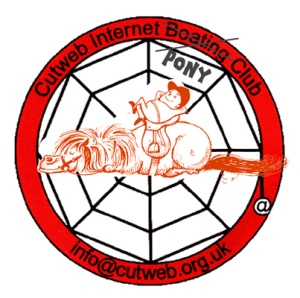 Cutweb Internet Boating Club
PONY
@
info@cutweb.org.uk